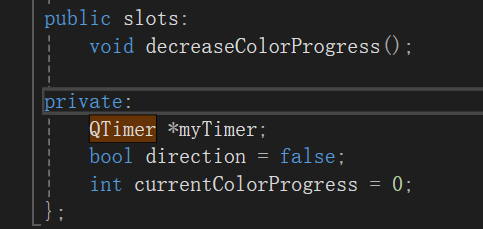 public slots:
void decreaseColorProgress();
private:
QTimer *myTimer;
bool direction = false;
int currentColorProgress = 0;
};